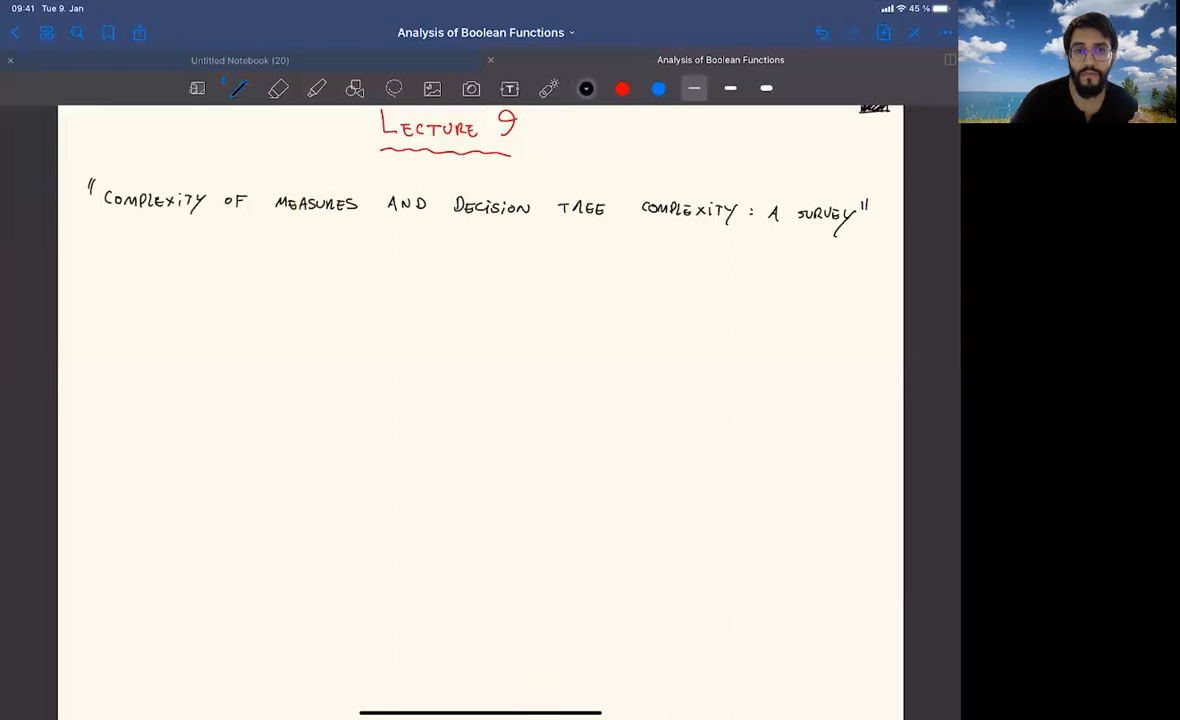 09:41 Tue 9. Jan
45 %
Analysis of Boolean Functions
Untitled Notebook (20)
Analysis of Boolean Functions
LECTURE 9
"COMPLEXITY OF MEASURES AND DECISION TREE COMPLEXITY: A SURVEY"